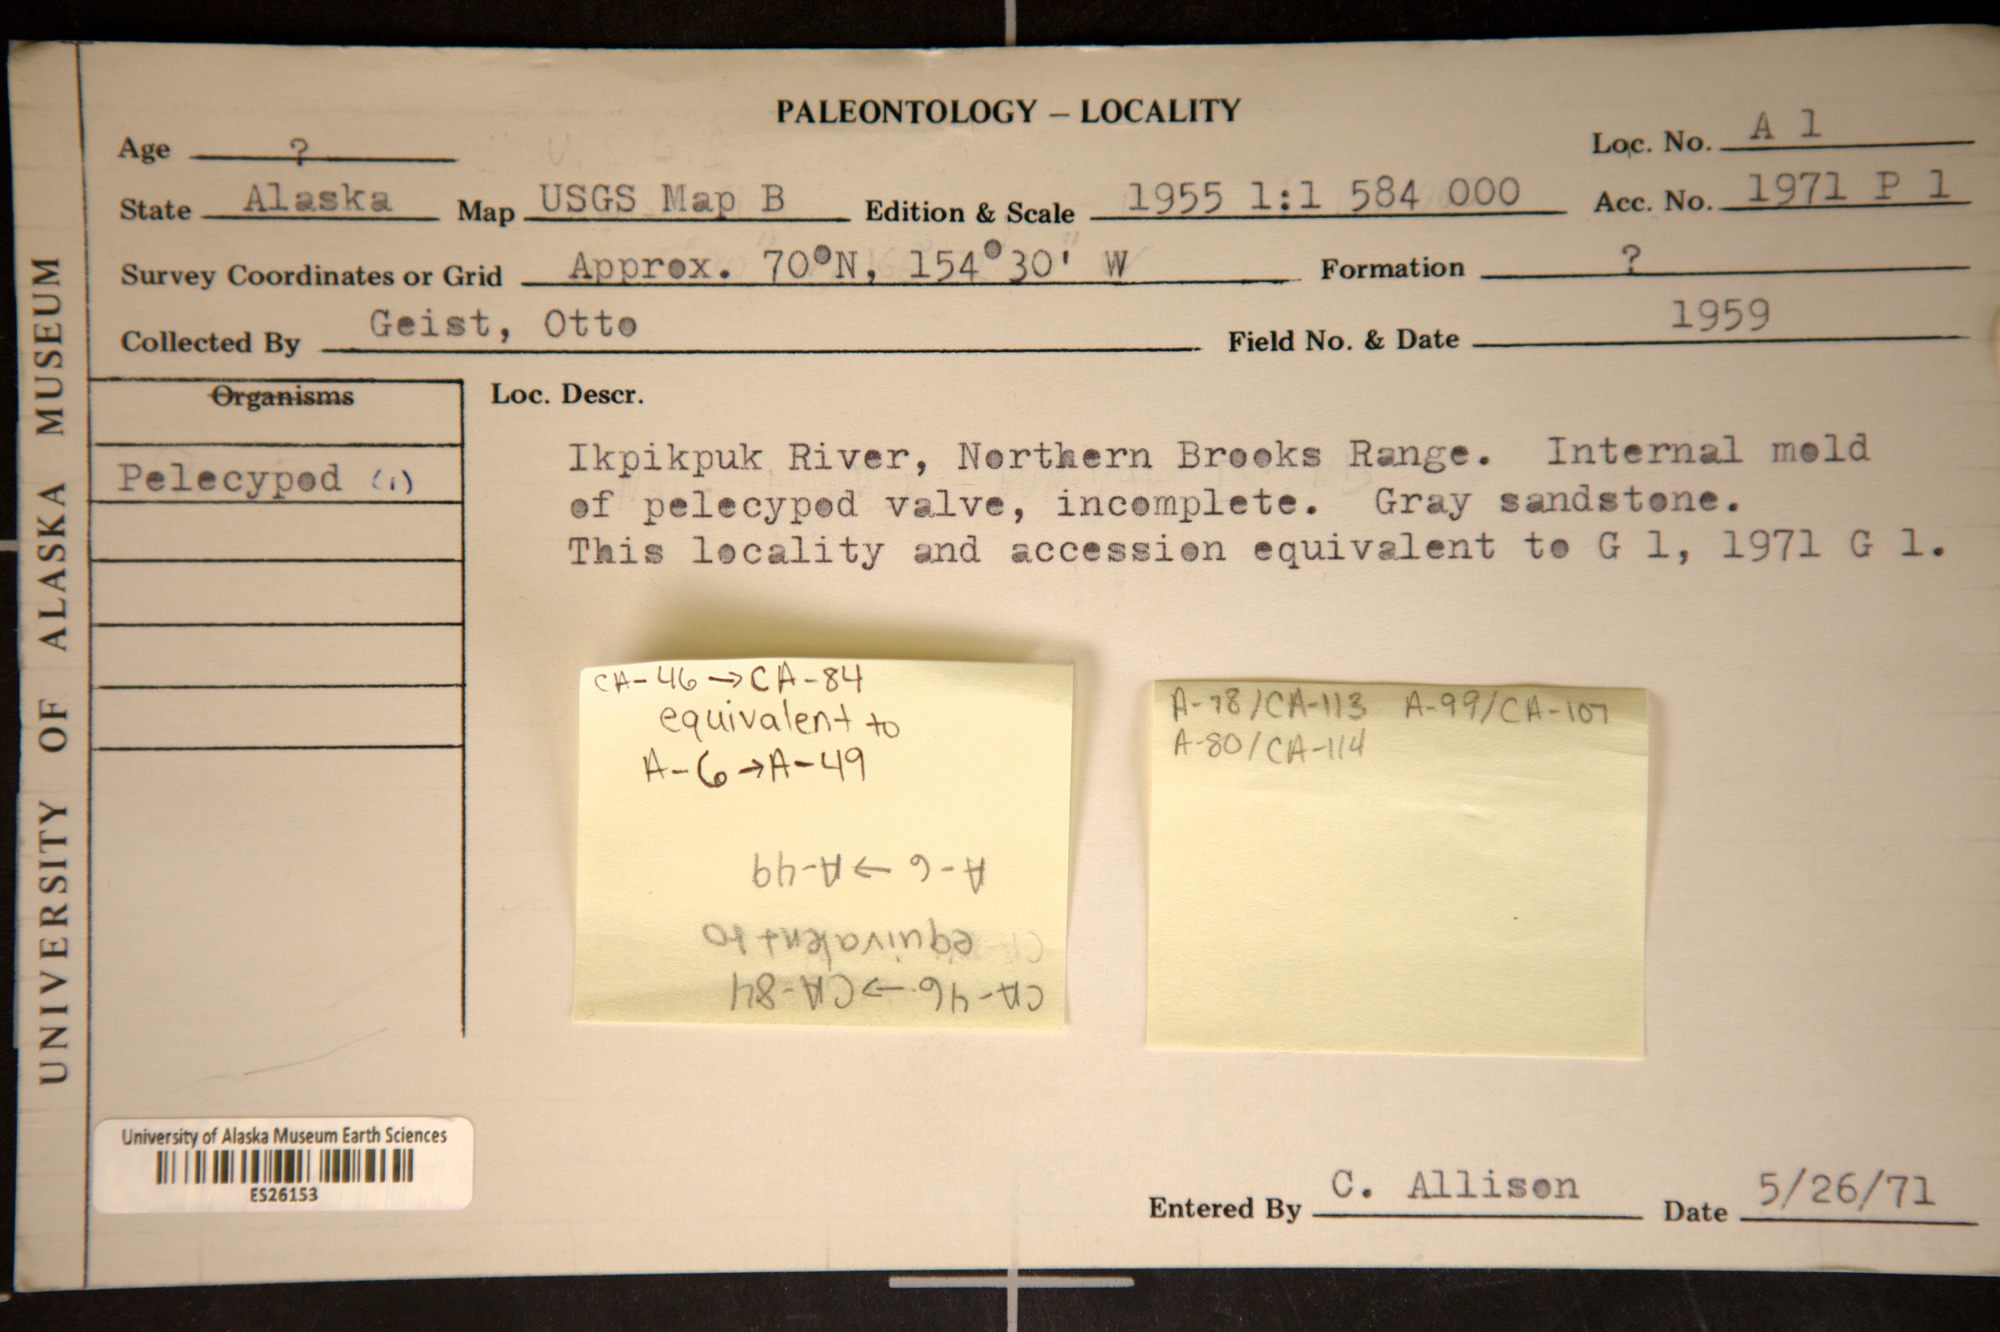 PALEONTOLOGY – LOCALITY
Age ? Loc. No. A 1
State Alaska Map USGS Map B Edition & Scale 1955 1:1 584 000 Acc. No. 1971 P 1
Survey Coordinates or Grid Approx. 70°N, 154°30' W Formation ?
Collected By Geist, Otto Field No. & Date 1959
Organisms
Pelecypod (1)
Loc. Descr.
Ikpikpuk River, Northern Brooks Range. Internal mold
of pelecypod valve, incomplete. Gray sandstone.
This locality and accession equivalent to G 1, 1971 G 1.
CA-46 → CA-84
equivalent to
A-6 → A-49
CA-46 → CA-84
equivalent to
A-6 → A-49
A-78/CA-113 A-99/CA-107
A-80/CA-114
UNIVERSITY OF ALASKA MUSEUM
University of Alaska Museum Earth Sciences
ES26153
Entered By C. Allison Date 5/26/71